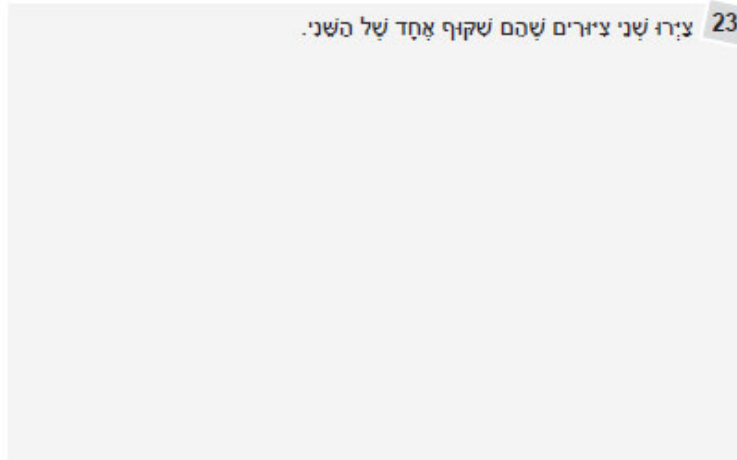 23 צַיְּרוּ שְׁנֵי צִיּוּרִים שֶׁהֵם שִׁקּוּף אֶחָד שֶׁל הַשֵּׁנִי.